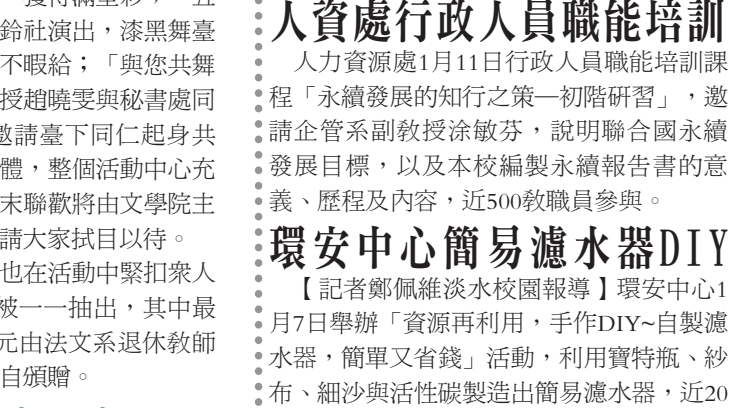 鈴社演出，漆黑舞臺
不暇給；「與您共舞
授趙曉雯與秘書處同
邀請臺下同仁起身共
體，整個活動中心充
末聯歡將由文學院主
請大家拭目以待。
也在活動中緊扣衆人
被一一抽出，其中最
元由法文系退休教師
自頒贈。
人資處行政人員職能培訓
人力資源處1月11日行政人員職能培訓課
程「永續發展的知行之策—初階研習」，邀
請企管系副教授涂敏芬，說明聯合國永續
發展目標，以及本校編製永續報告書的意
義、歷程及內容，近500教職員參與。
環安中心簡易濾水器DIY
【記者鄭佩維淡水校園報導】環安中心1
月7日舉辦「資源再利用，手作DIY~自製濾
水器，簡單又省錢」活動，利用寶特瓶、紗
布、細沙與活性碳製造出簡易濾水器，近20